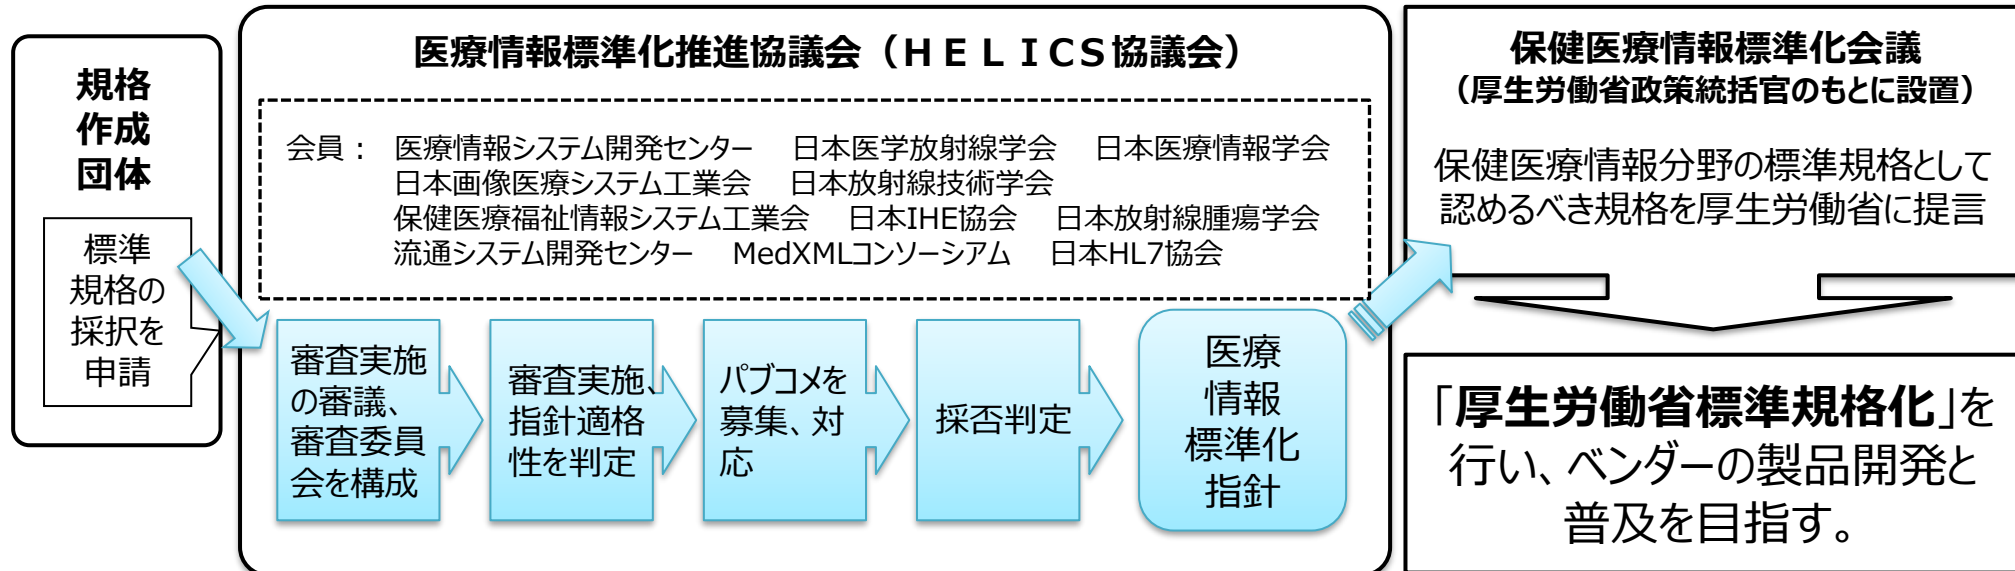 規格
作成
団体
標準
規格の
採択を
申請
医療情報標準化推進協議会（ＨＥＬＩＣＳ協議会）
会員： 医療情報システム開発センター 日本医学放射線学会 日本医療情報学会
日本画像医療システム工業会 日本放射線技術学会
保健医療福祉情報システム工業会 日本IHE協会 日本放射線腫瘍学会
流通システム開発センター MedXMLコンソーシアム 日本HL7協会
審査実施
の審議、
審査委員
会を構成
審査実施、
指針適格
性を判定
パブコメを
募集、対
応
採否判定
医療
情報
標準化
指針
保健医療情報標準化会議
（厚生労働省政策統括官のもとに設置）
保健医療情報分野の標準規格として
認めるべき規格を厚生労働省に提言
「厚生労働省標準規格化」を
行い、ベンダーの製品開発と
普及を目指す。